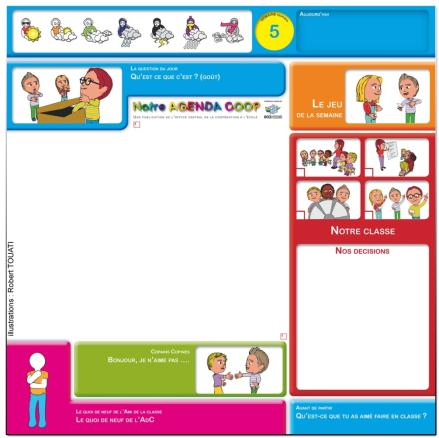 SEMAINE NUMÉRO
5
AUJOURD'HUI
LA QUESTION DU JOUR
QU'EST CE QUE C'EST ? (GOÛT)
Notre AGENDA COOP
UNE PUBLICATION DE L'OFFICE CENTRAL DE LA COOPÉRATION À L'ÉCOLE
LE JEU
DE LA SEMAINE
NOTRE CLASSE
NOS DECISIONS
illustrations : Robert TOUATI
COPAINS COPINES
BONJOUR, JE N'AIME PAS ....
LE QUOI DE NEUF DE L'AMI DE LA CLASSE
LE QUOI DE NEUF DE L'ADC
AVANT DE PARTIR
QU'EST-CE QUE TU AS AIMÉ FAIRE EN CLASSE ?